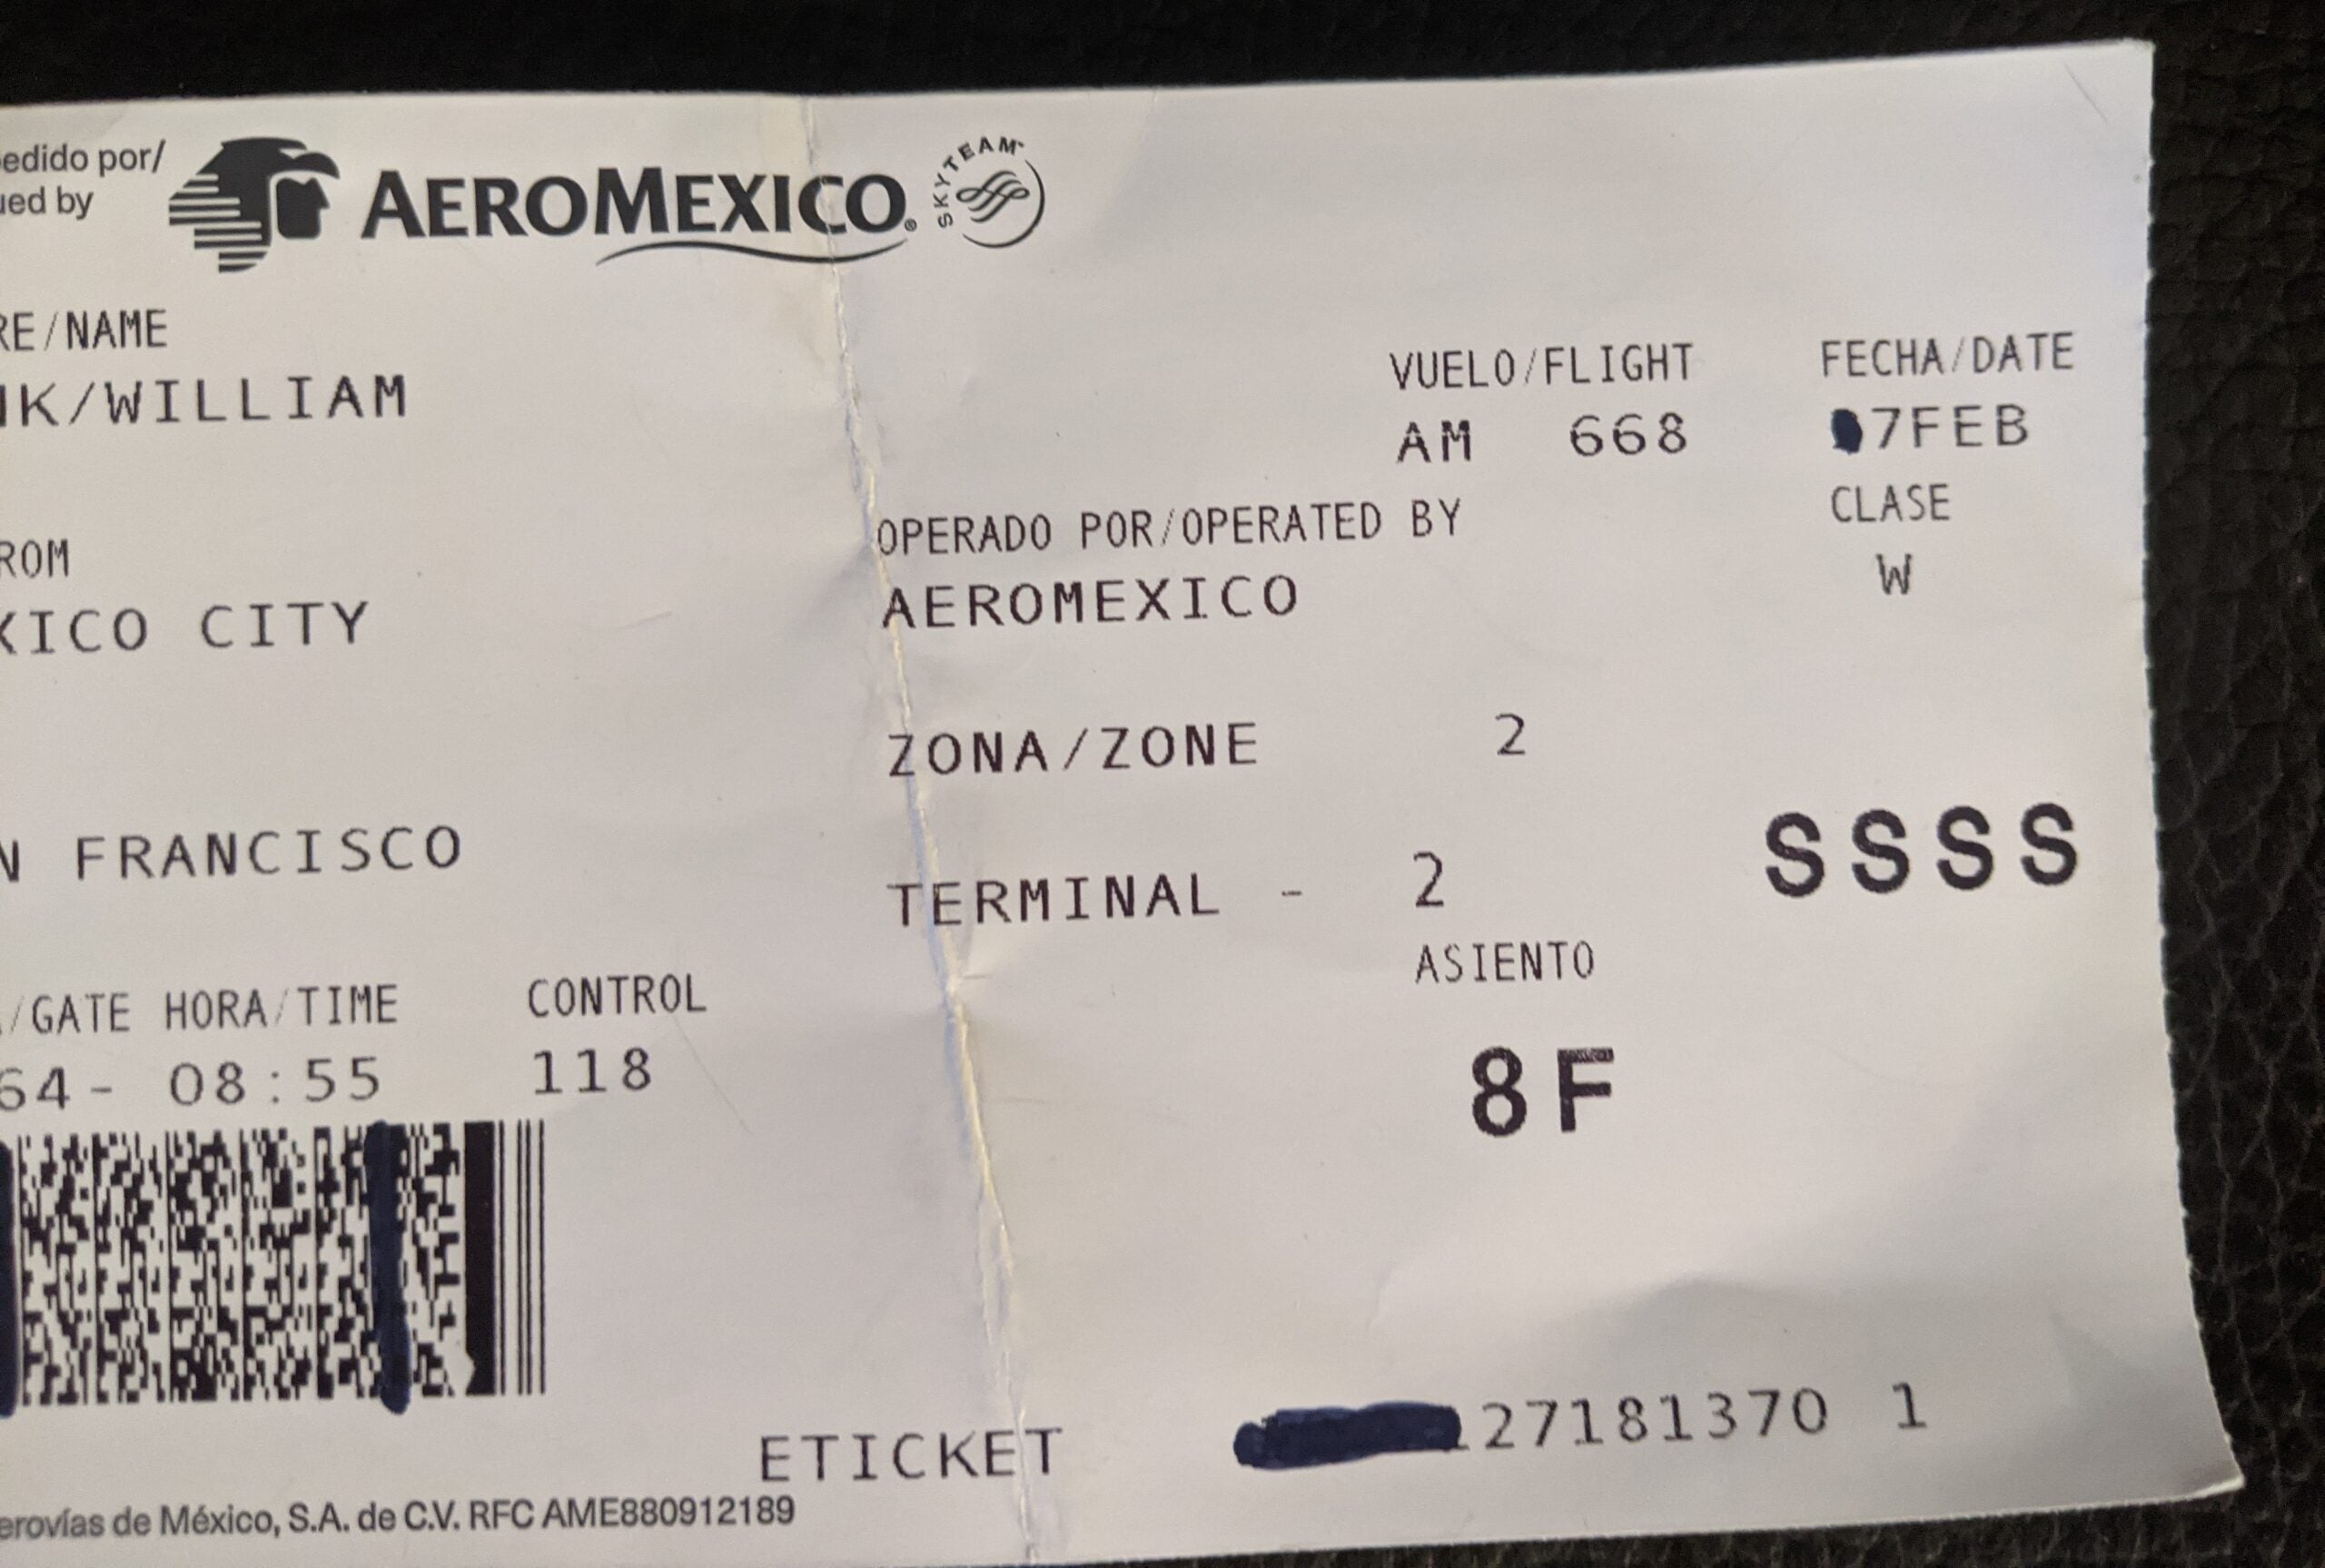 edido por/
ued by
AEROMEXICO®
SKYTEAM
RE/NAME
NK/WILLIAM
VUELO/FLIGHT FECHA/DATE
AM 668 7FEB
ROM
XICO CITY
OPERADO POR/OPERATED BY CLASE
AEROMEXICO W
ZONA/ZONE 2
N FRANCISCO
TERMINAL - 2 SSSS
ASIENTO
8F
/GATE HORA/TIME CONTROL
64- 08:55 118
ETICKET 27181370 1
erovías de México, S.A. de C.V. RFC AME880912189